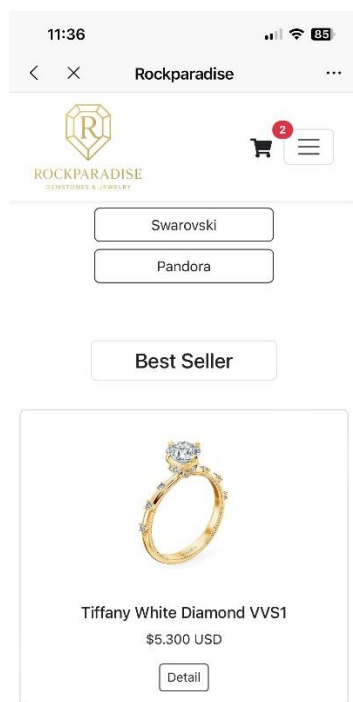 11:36
85
Rockparadise
R
2
ROCKPARADISE
GEMSTONES & JEWELRY
Swarovski
Pandora
Best Seller
Tiffany White Diamond VVS1
$5.300 USD
Detail